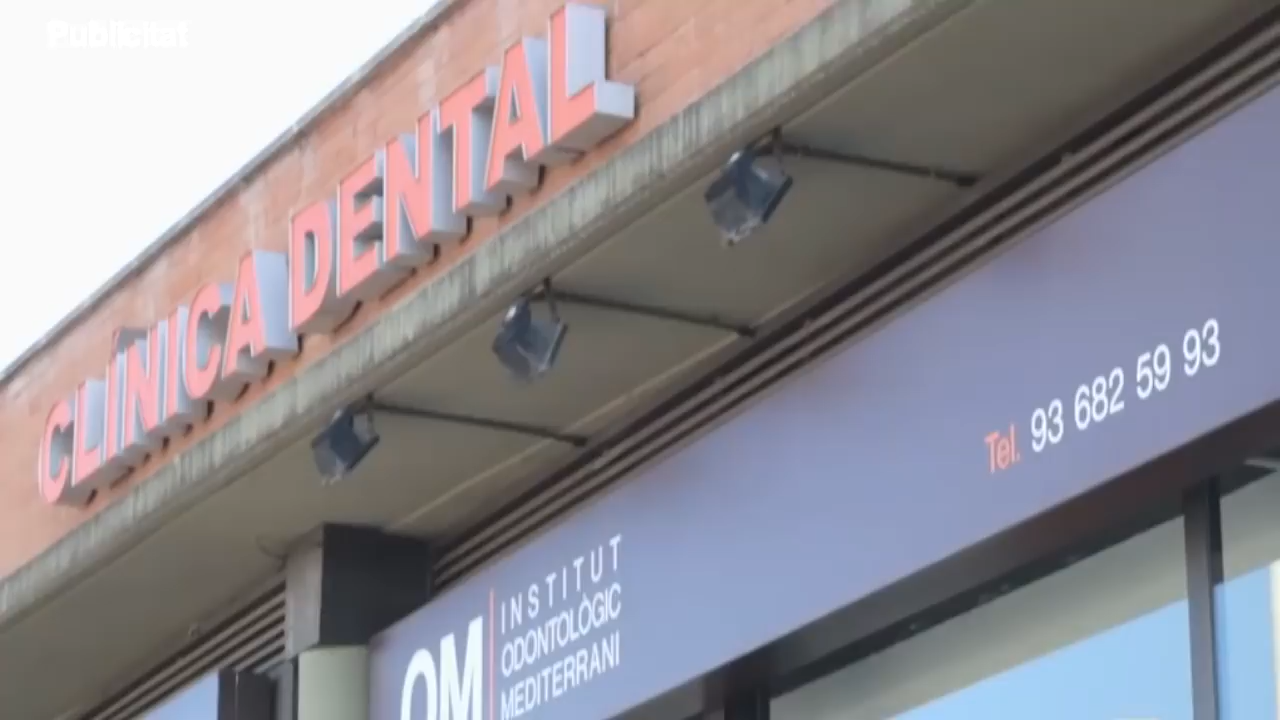 Publicitat
CLÍNICA DENTAL
Tel. 93 682 59 93
OM
INSTITUT
ODONTOLÒGIC
MEDITERRANI